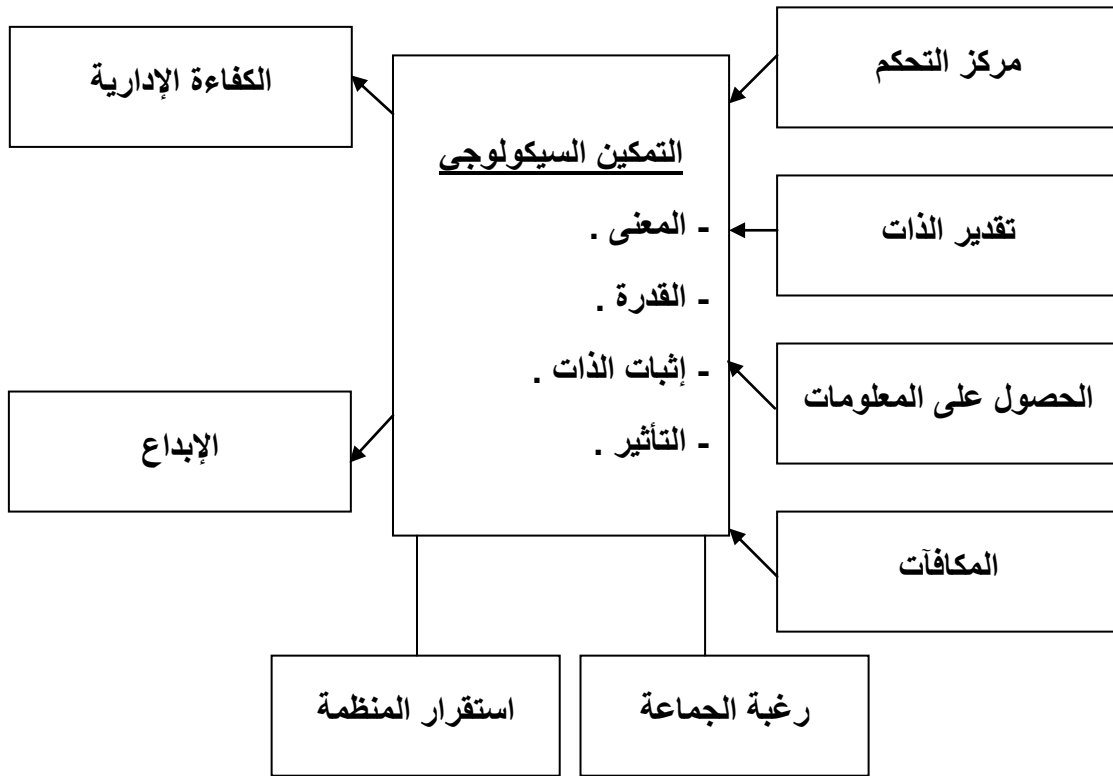 مركز التحكم
الكفاءة الإدارية
التمكين السيكولوجي
- المعنى .
تقدير الذات
- القدرة .
- إثبات الذات .
الحصول على المعلومات
- التأثير .
الإبداع
المكافآت
رغبة الجماعة
استقرار المنظمة